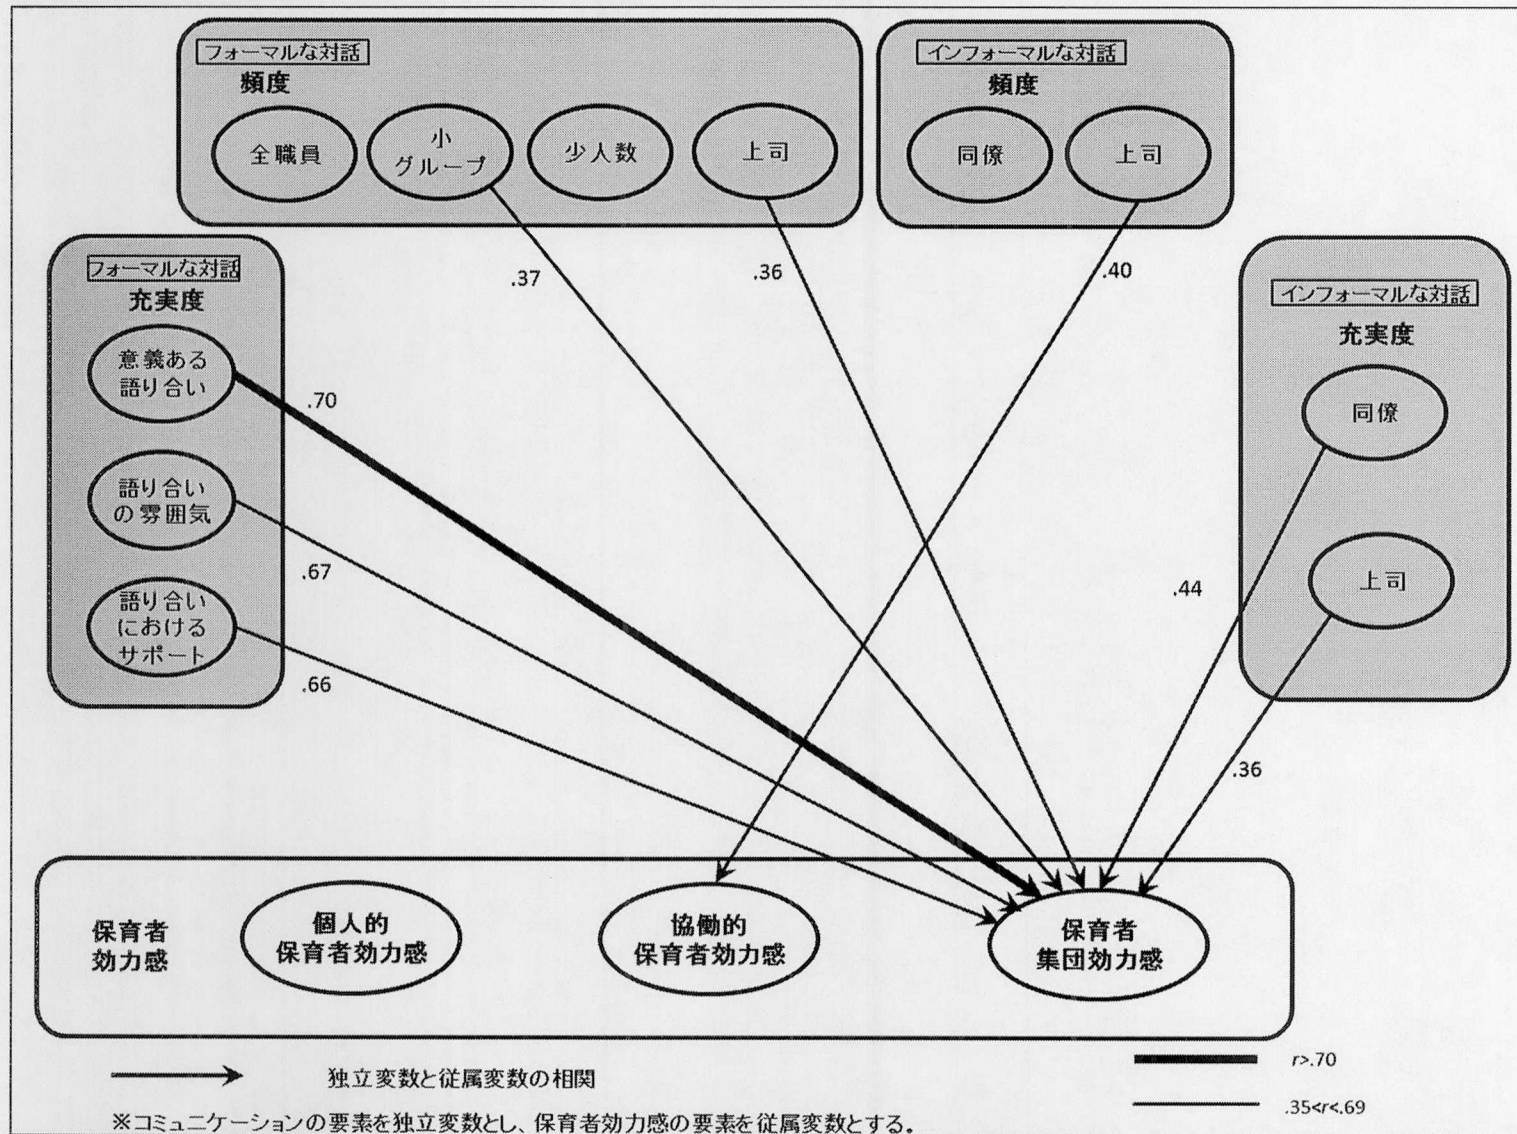 フォーマルな対話
頻度
全職員
小
グループ
少人数
上司
インフォーマルな対話
頻度
同僚
上司
.37
.36
.40
フォーマルな対話
充実度
意義ある
語り合い
語り合い
の雰囲気
語り合い
における
サポート
.70
.67
.66
インフォーマルな対話
充実度
同僚
上司
.44
.36
保育者
効力感
個人的
保育者効力感
協働的
保育者効力感
保育者
集団効力感
独立変数と従属変数の相関
r>.70
.35<r<.69
※コミュニケーションの要素を独立変数とし、保育者効力感の要素を従属変数とする。